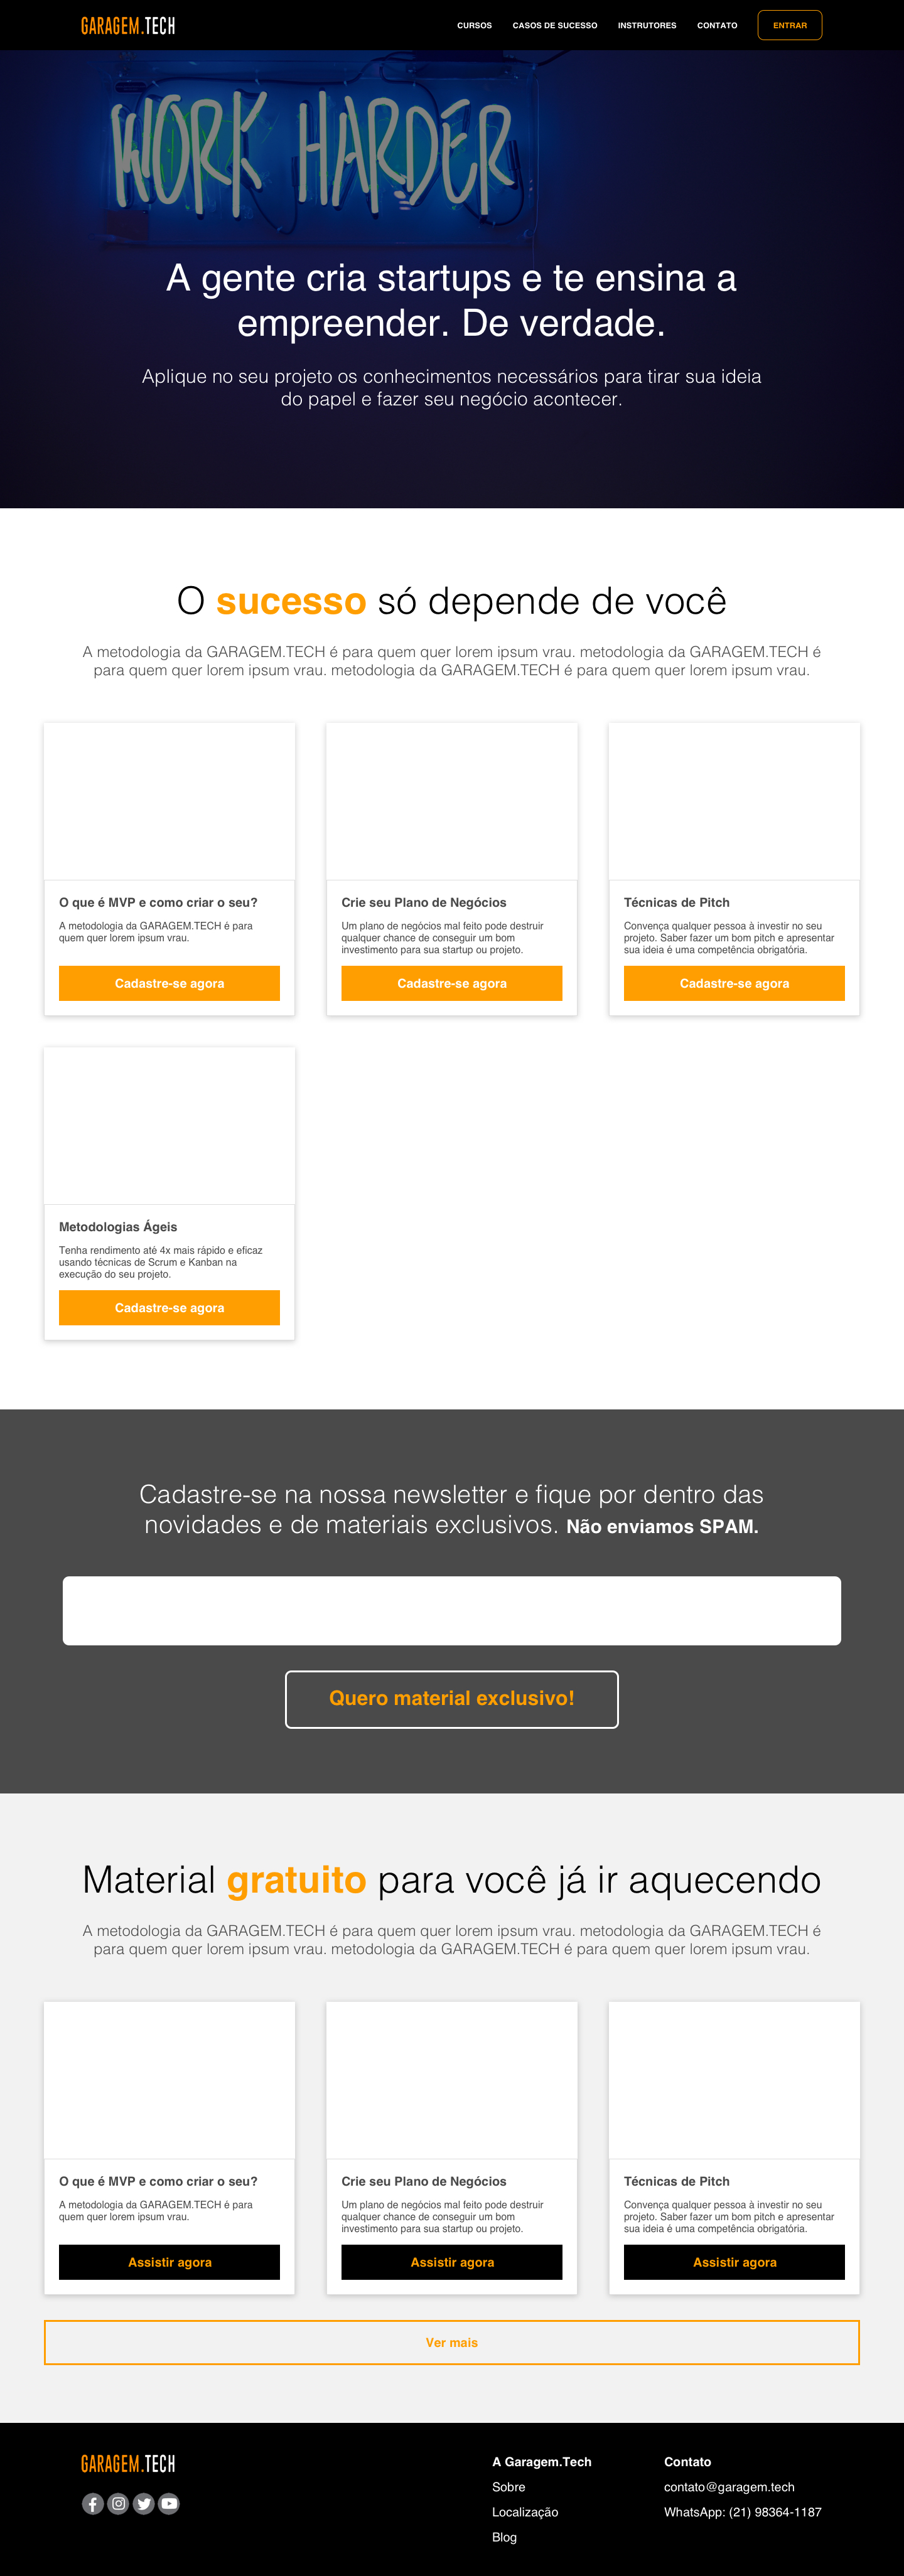 GARAGEM.TECH
CURSOS
CASOS DE SUCESSO
INSTRUTORES
CONTATO
ENTRAR
WORK HARDER
A gente cria startups e te ensina a
empreender. De verdade.
Aplique no seu projeto os conhecimentos necessários para tirar sua ideia
do papel e fazer seu negócio acontecer.
O sucesso só depende de você
A metodologia da GARAGEM.TECH é para quem quer lorem ipsum vrau. metodologia da GARAGEM.TECH é
para quem quer lorem ipsum vrau. metodologia da GARAGEM.TECH é para quem quer lorem ipsum vrau.
O que é MVP e como criar o seu?
A metodologia da GARAGEM.TECH é para
quem quer lorem ipsum vrau.
Cadastre-se agora
Crie seu Plano de Negócios
Um plano de negócios mal feito pode destruir
qualquer chance de conseguir um bom
investimento para sua startup ou projeto.
Cadastre-se agora
Técnicas de Pitch
Convença qualquer pessoa à investir no seu
projeto. Saber fazer um bom pitch e apresentar
sua ideia é uma competência obrigatória.
Cadastre-se agora
Metodologias Ágeis
Tenha rendimento até 4x mais rápido e eficaz
usando técnicas de Scrum e Kanban na
execução do seu projeto.
Cadastre-se agora
Cadastre-se na nossa newsletter e fique por dentro das
novidades e de materiais exclusivos. Não enviamos SPAM.
Quero material exclusivo!
Material gratuito para você já ir aquecendo
A metodologia da GARAGEM.TECH é para quem quer lorem ipsum vrau. metodologia da GARAGEM.TECH é
para quem quer lorem ipsum vrau. metodologia da GARAGEM.TECH é para quem quer lorem ipsum vrau.
O que é MVP e como criar o seu?
A metodologia da GARAGEM.TECH é para
quem quer lorem ipsum vrau.
Assistir agora
Crie seu Plano de Negócios
Um plano de negócios mal feito pode destruir
qualquer chance de conseguir um bom
investimento para sua startup ou projeto.
Assistir agora
Técnicas de Pitch
Convença qualquer pessoa à investir no seu
projeto. Saber fazer um bom pitch e apresentar
sua ideia é uma competência obrigatória.
Assistir agora
Ver mais
GARAGEM.TECH
A Garagem.Tech
Sobre
Localização
Blog
Contato
contato@garagem.tech
WhatsApp: (21) 98364-1187